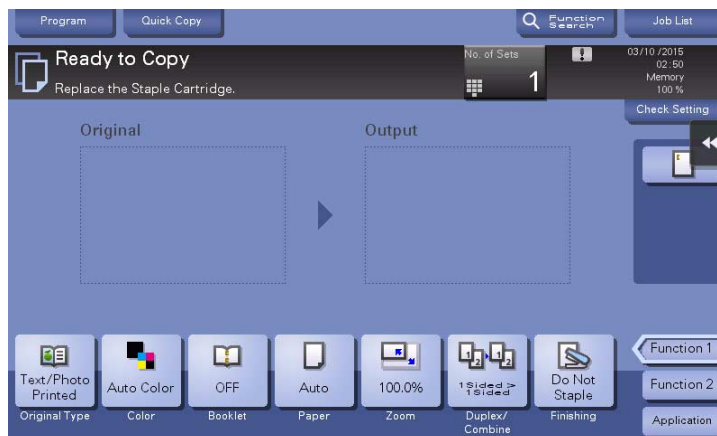 Program
Quick Copy
Function
Search
Job List
Ready to Copy
Replace the Staple Cartridge.
No. of Sets
1
03/10 /2015
02:50
Memory
100 %
Check Setting
Original
Output
Text/Photo
Printed
Auto Color
OFF
Auto
100.0%
1Sided >
1Sided
Do Not
Staple
Original Type
Color
Booklet
Paper
Zoom
Duplex/
Combine
Finishing
Function 1
Function 2
Application